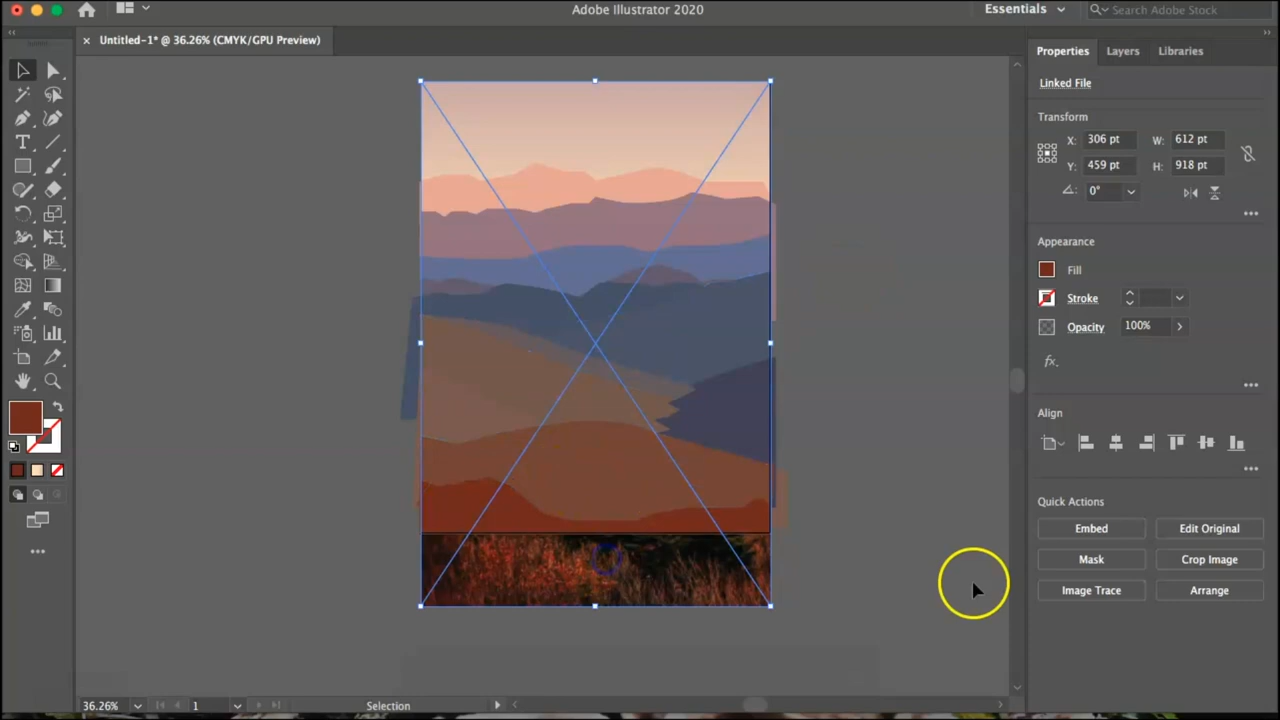 Adobe Illustrator 2020
Essentials
Search Adobe Stock
Untitled-1* @ 36.26% (CMYK/GPU Preview)
Properties
Layers
Libraries
Linked File
Transform
X: 306 pt W: 612 pt
Y: 459 pt H: 918 pt
0°
Appearance
Fill
Stroke
Opacity 100%
fx.
Align
Quick Actions
Embed
Edit Original
Mask
Crop Image
Image Trace
Arrange
36.26%
1
Selection